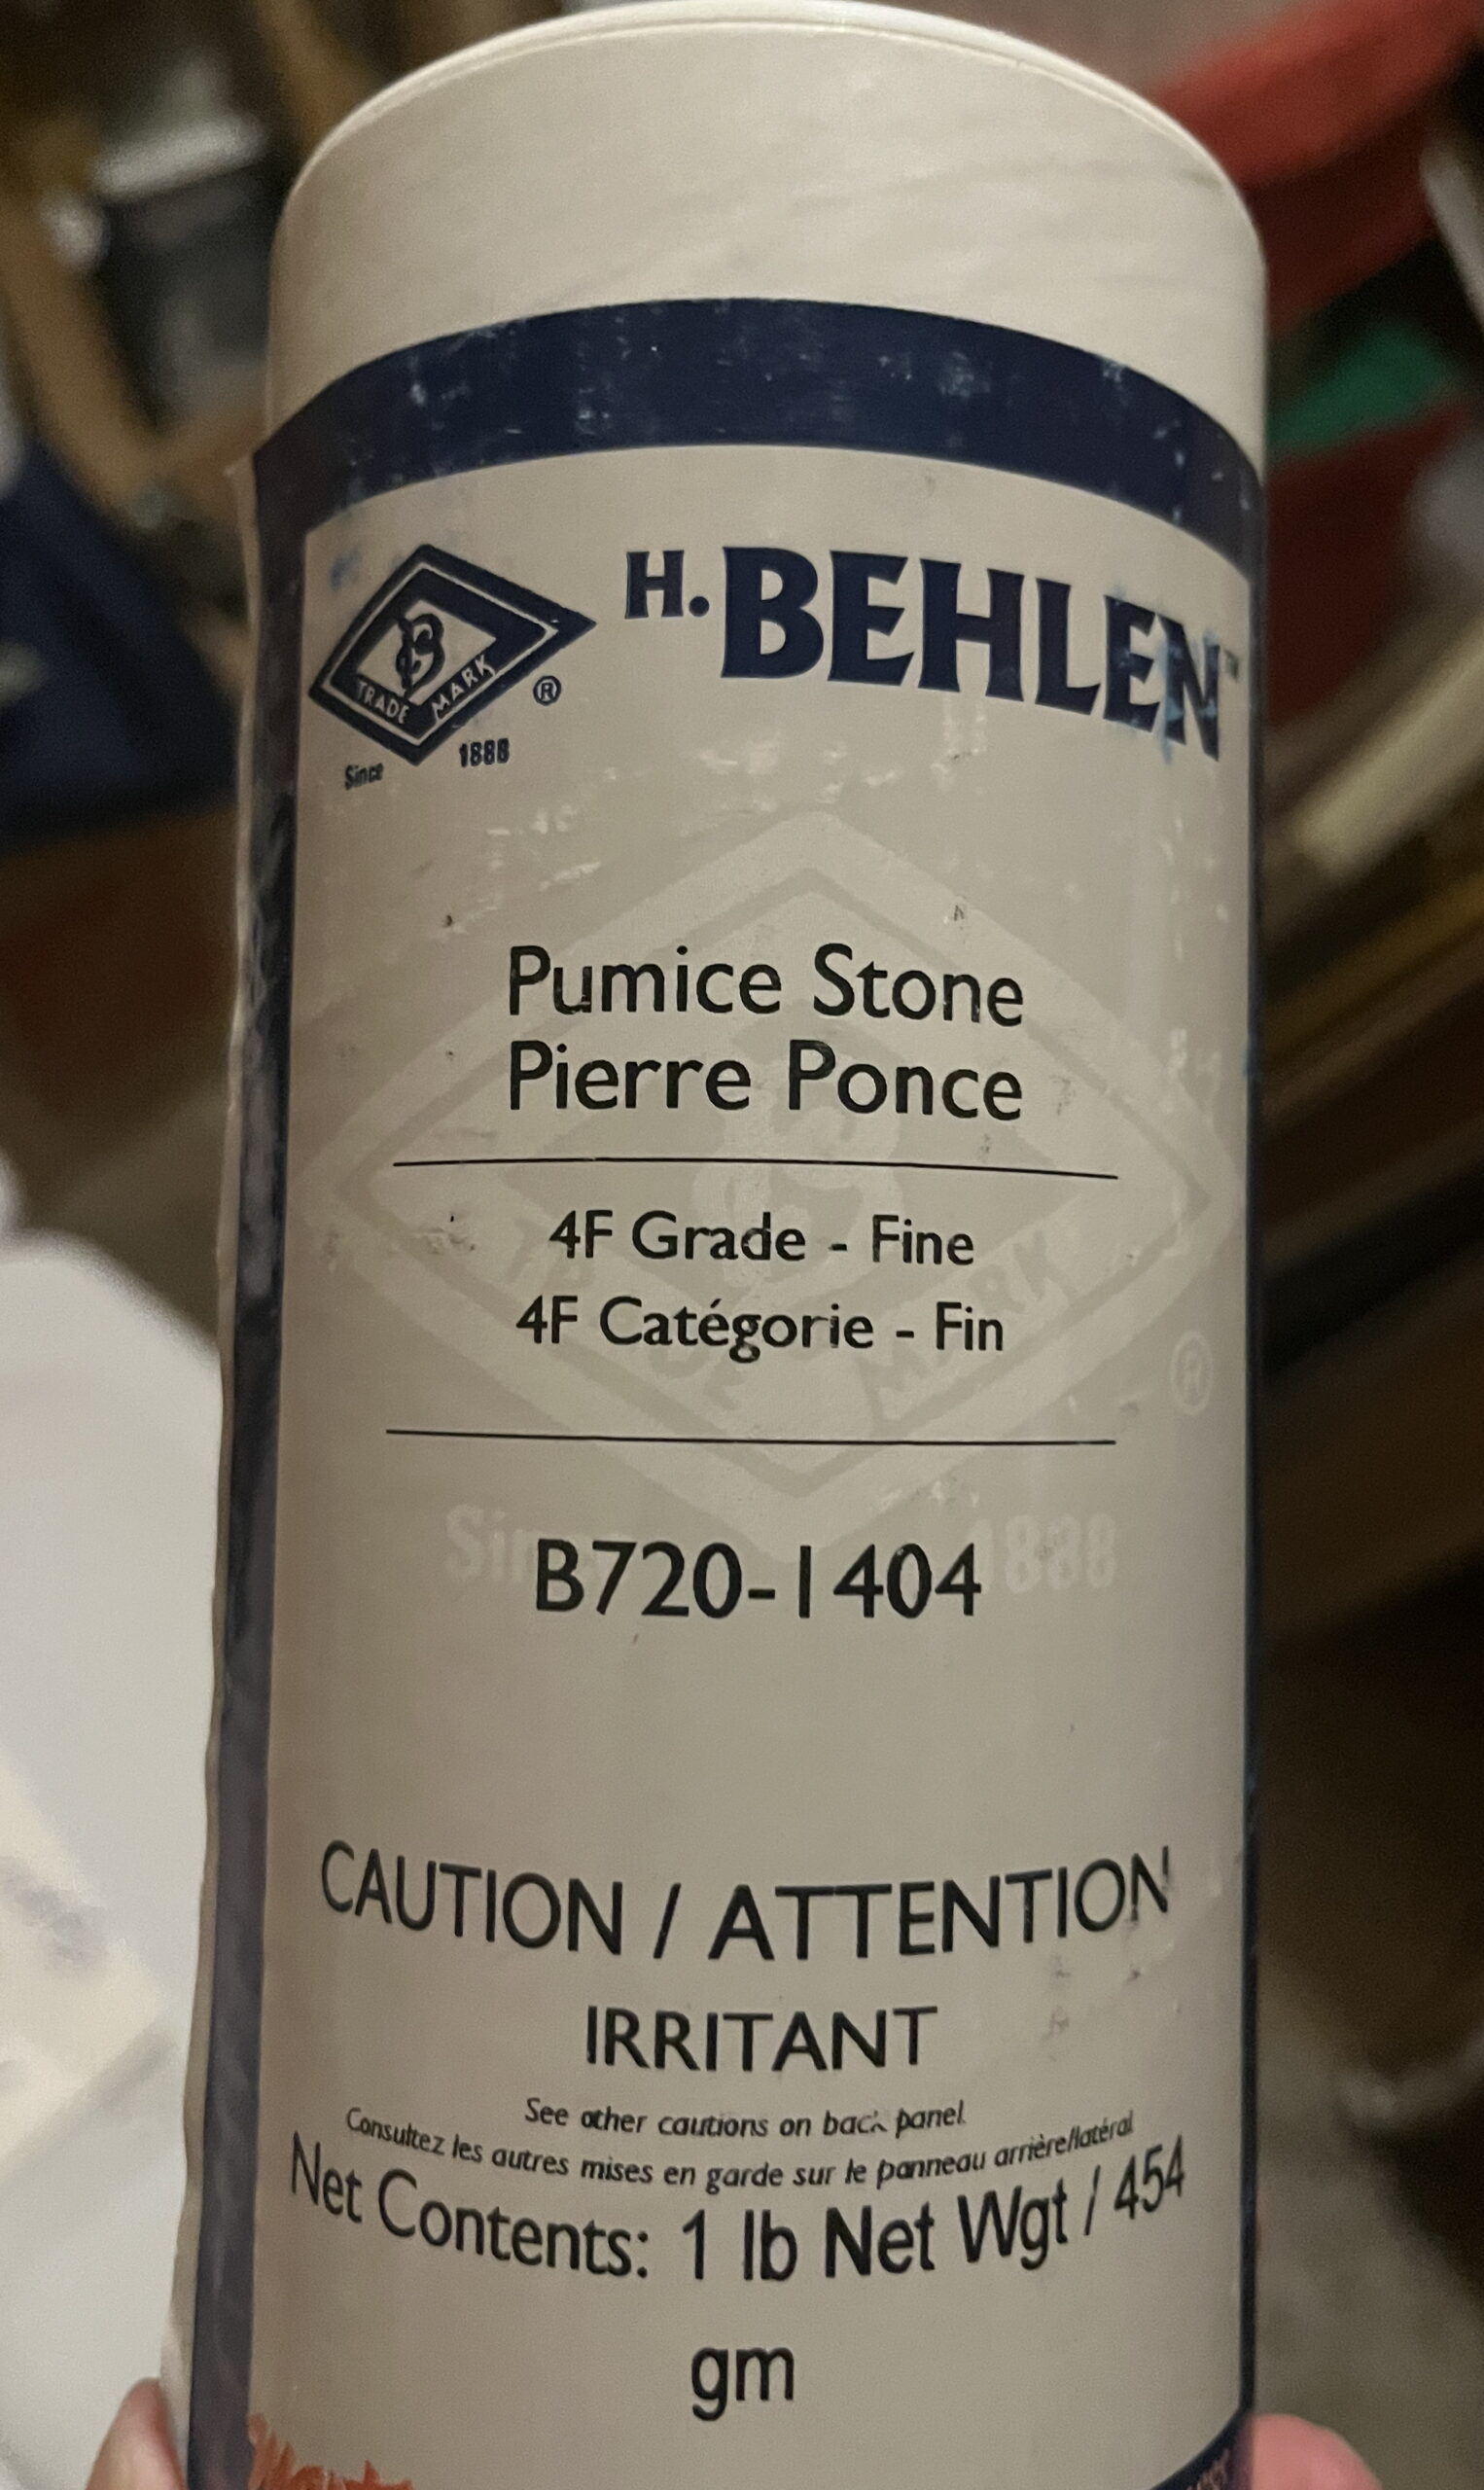 H. BEHLEN™
TRADE MARK ®
Since 1888
Pumice Stone
Pierre Ponce
4F Grade - Fine
4F Catégorie - Fin
B720-1404
CAUTION / ATTENTION
IRRITANT
See other cautions on back panel
Consultez les autres mises en garde sur le panneau arrière/latéral
Net Contents: 1 lb Net Wgt / 454
gm